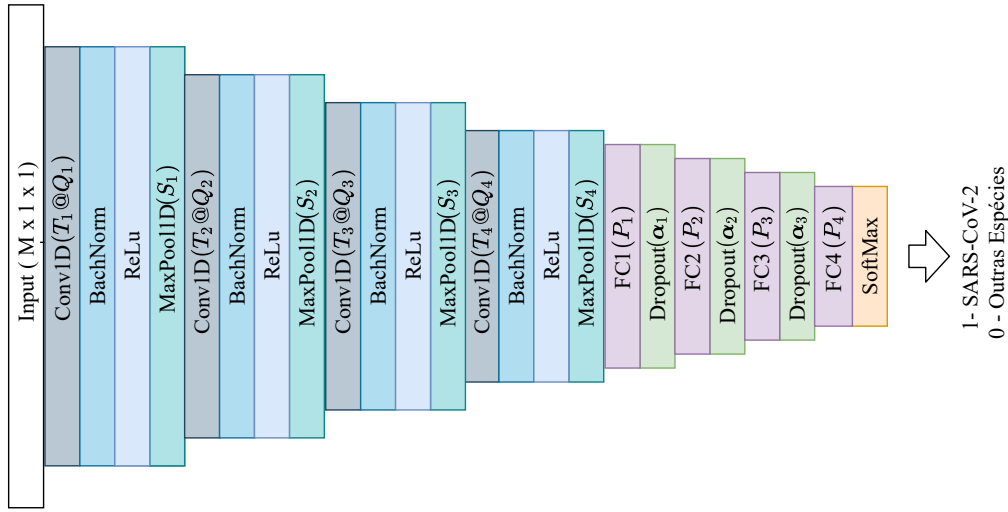 Input ( M x 1 x 1)
Conv1D(T₁@Q₁)
BachNorm
ReLu
MaxPool1D(S₁)
Conv1D(T₂@Q₂)
BachNorm
ReLu
MaxPool1D(S₂)
Conv1D(T₃@Q₃)
BachNorm
ReLu
MaxPool1D(S₃)
Conv1D(T₄@Q₄)
BachNorm
ReLu
MaxPool1D(S₄)
FC1(P₁)
Dropout(α₁)
FC2(P₂)
Dropout(α₂)
FC3(P₃)
Dropout(α₃)
FC4(P₄)
SoftMax
1- SARS-CoV-2
0 - Outras Espécies